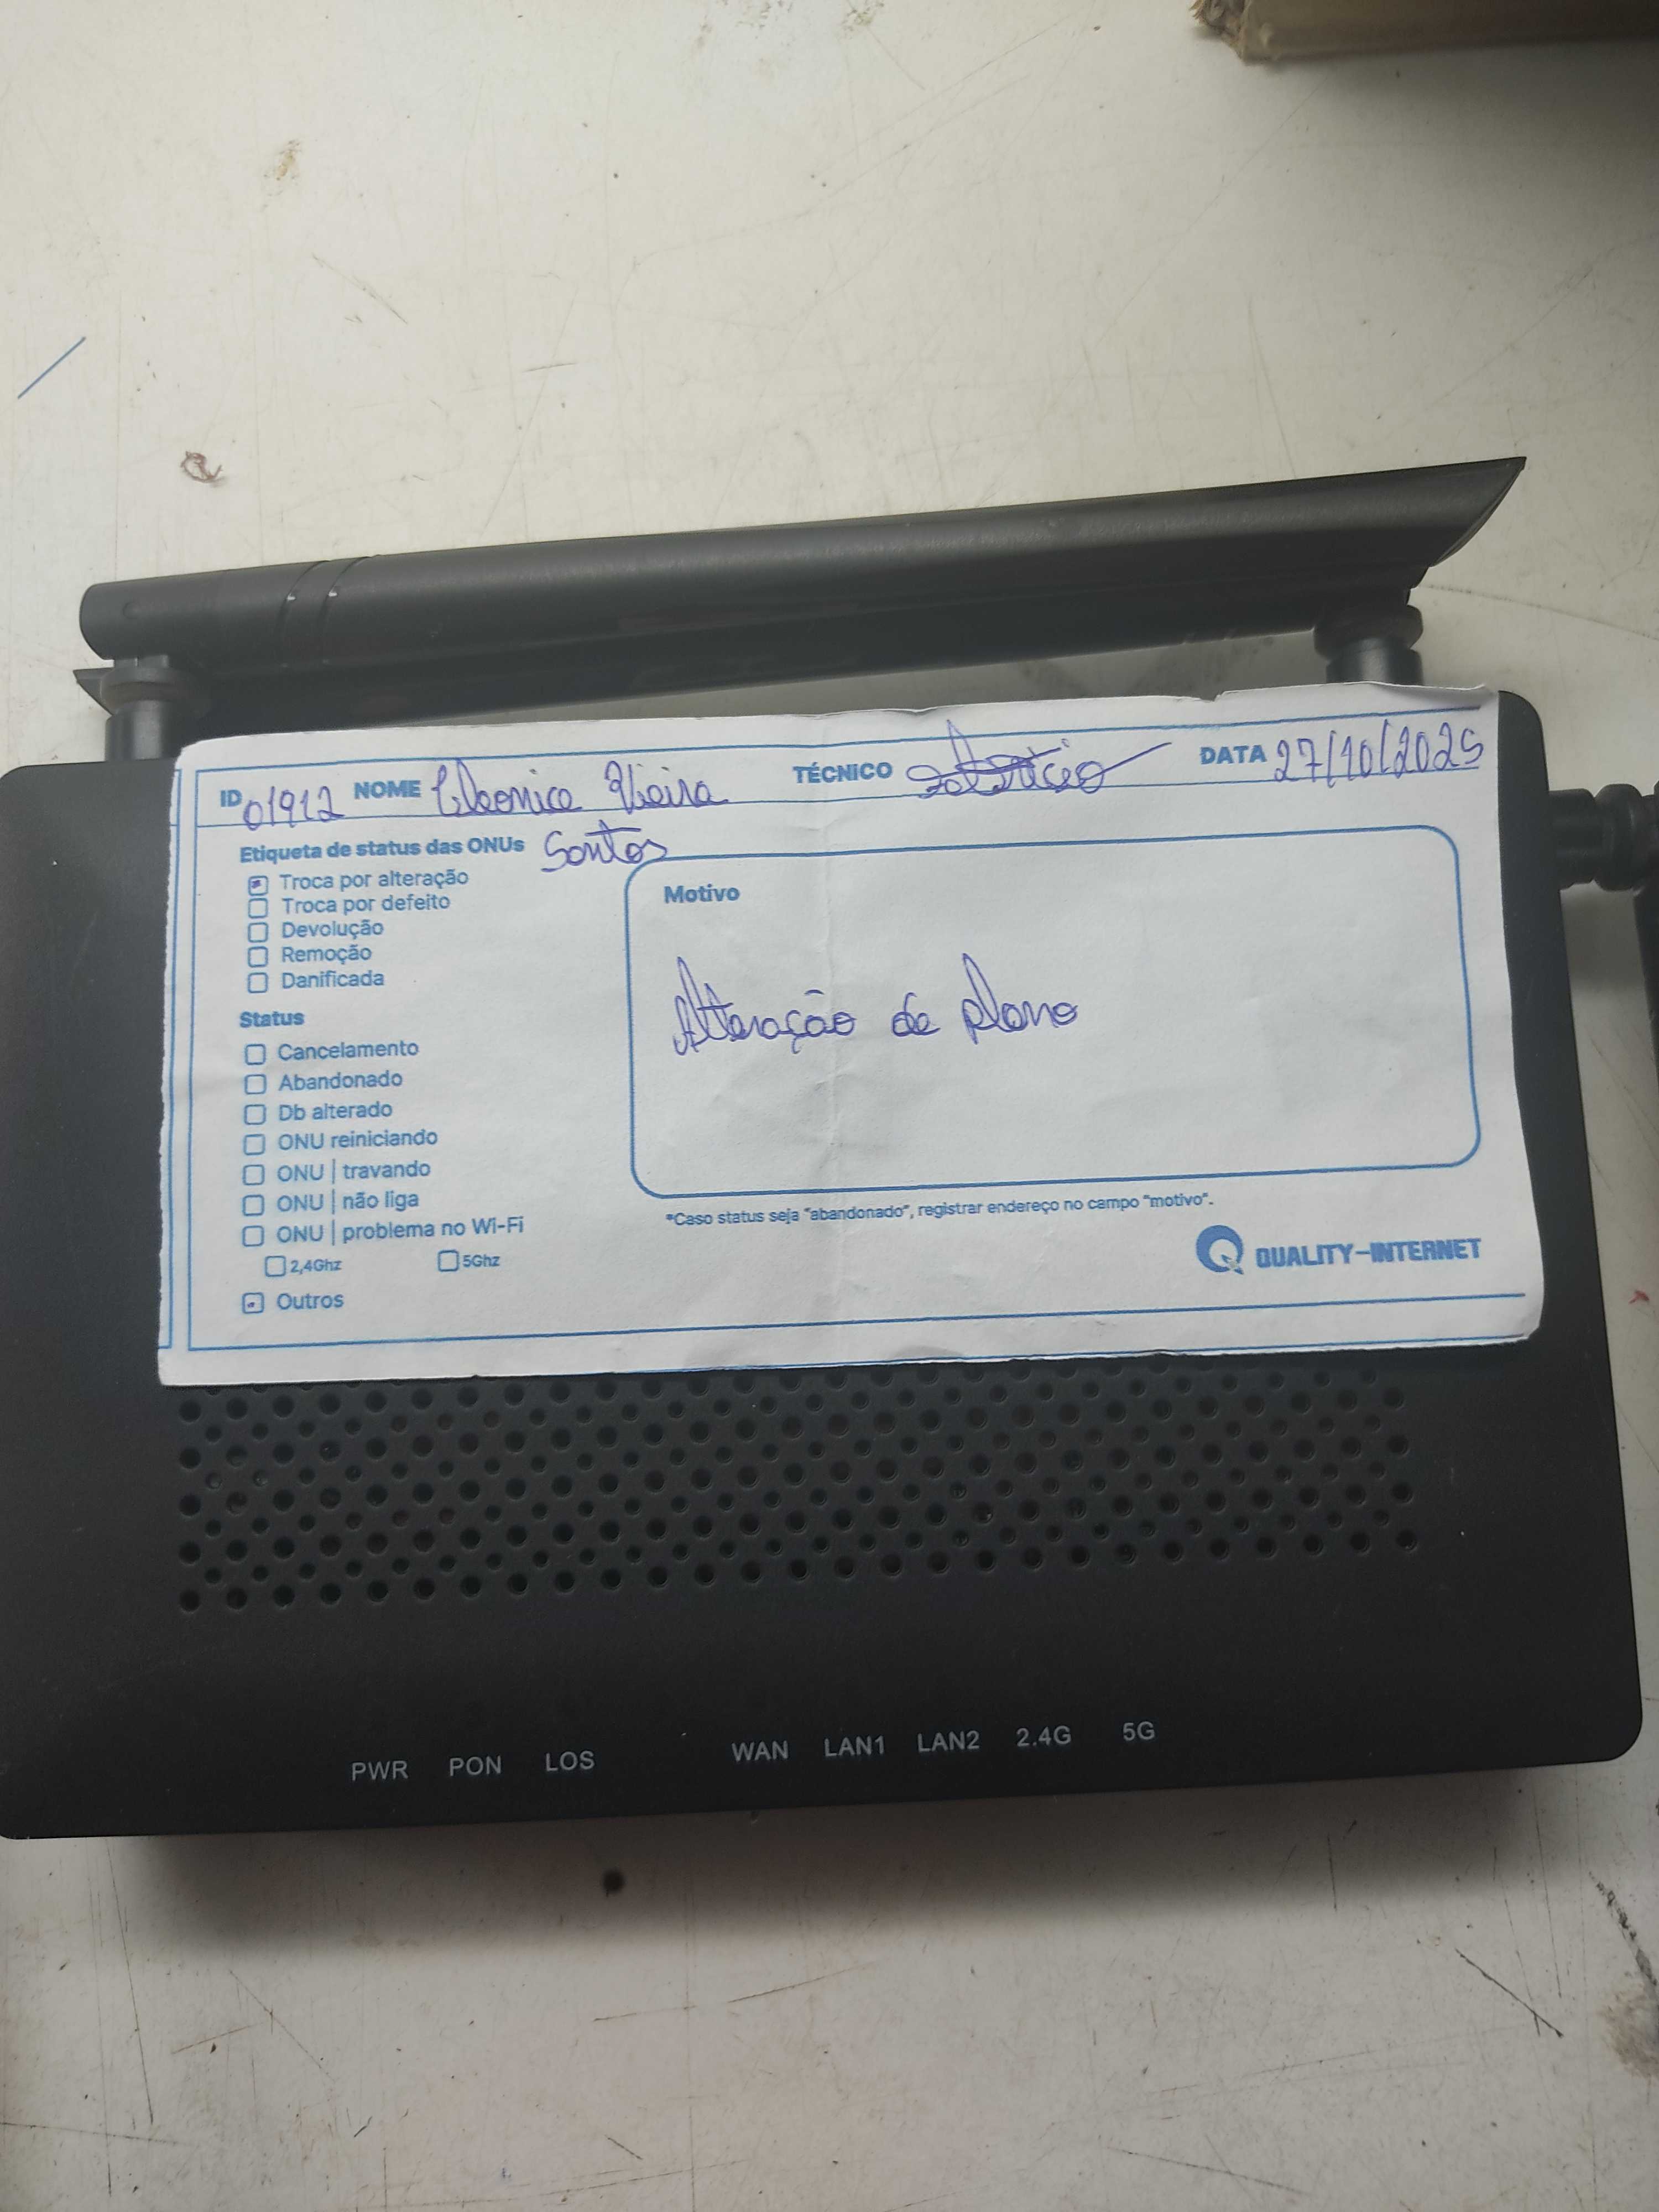 ID 01912 NOME Cleonice Vieira TÉCNICO DATA 27/10/2025
Santos
Etiqueta de status das ONUs
Troca por alteração
Troca por defeito
Devolução
Remoção
Danificada
Status
Cancelamento
Abandonado
Db alterado
ONU reiniciando
ONU | travando
ONU | não liga
ONU | problema no Wi-Fi
2,4Ghz 5Ghz
Outros
Motivo
Alteração de plano
*Caso status seja "abandonado", registrar endereço no campo "motivo".
QUALITY-INTERNET
PWR PON LOS WAN LAN1 LAN2 2.4G 5G